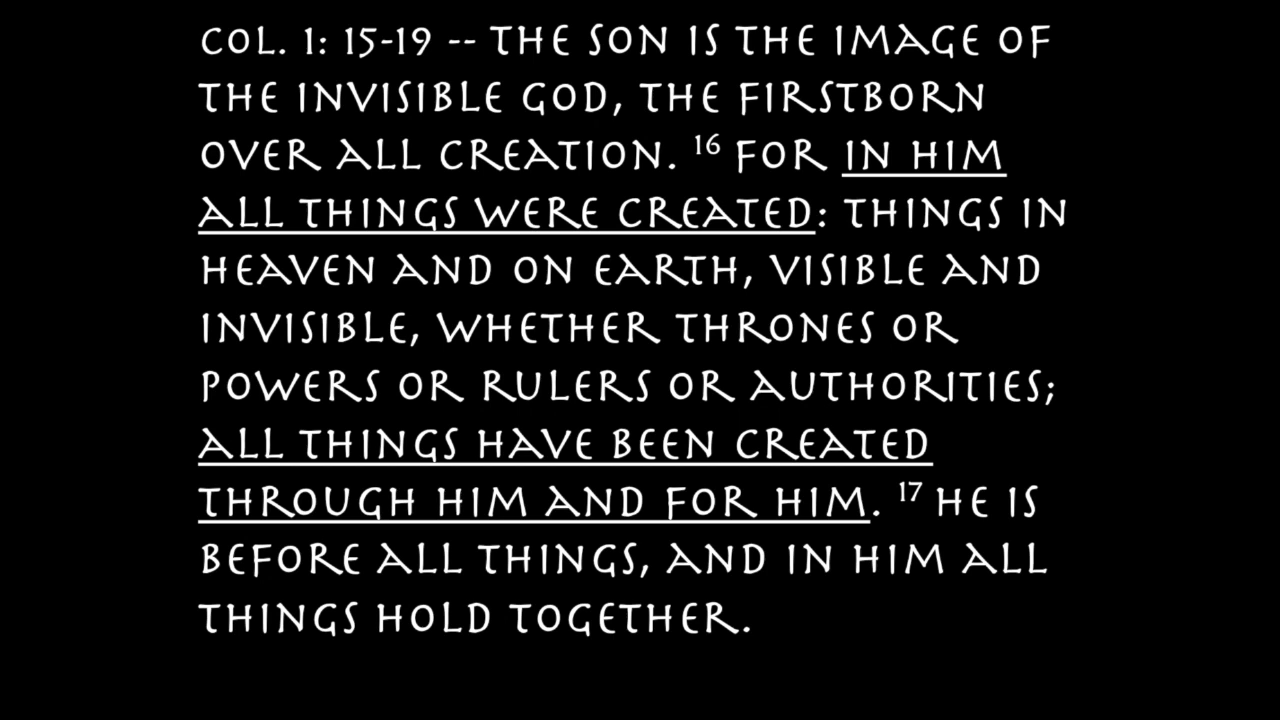 COL. 1: 15-19 -- THE SON IS THE IMAGE OF
THE INVISIBLE GOD, THE FIRSTBORN
OVER ALL CREATION. 16 FOR IN HIM
ALL THINGS WERE CREATED: THINGS IN
HEAVEN AND ON EARTH, VISIBLE AND
INVISIBLE, WHETHER THRONES OR
POWERS OR RULERS OR AUTHORITIES;
ALL THINGS HAVE BEEN CREATED
THROUGH HIM AND FOR HIM. 17 HE IS
BEFORE ALL THINGS, AND IN HIM ALL
THINGS HOLD TOGETHER.